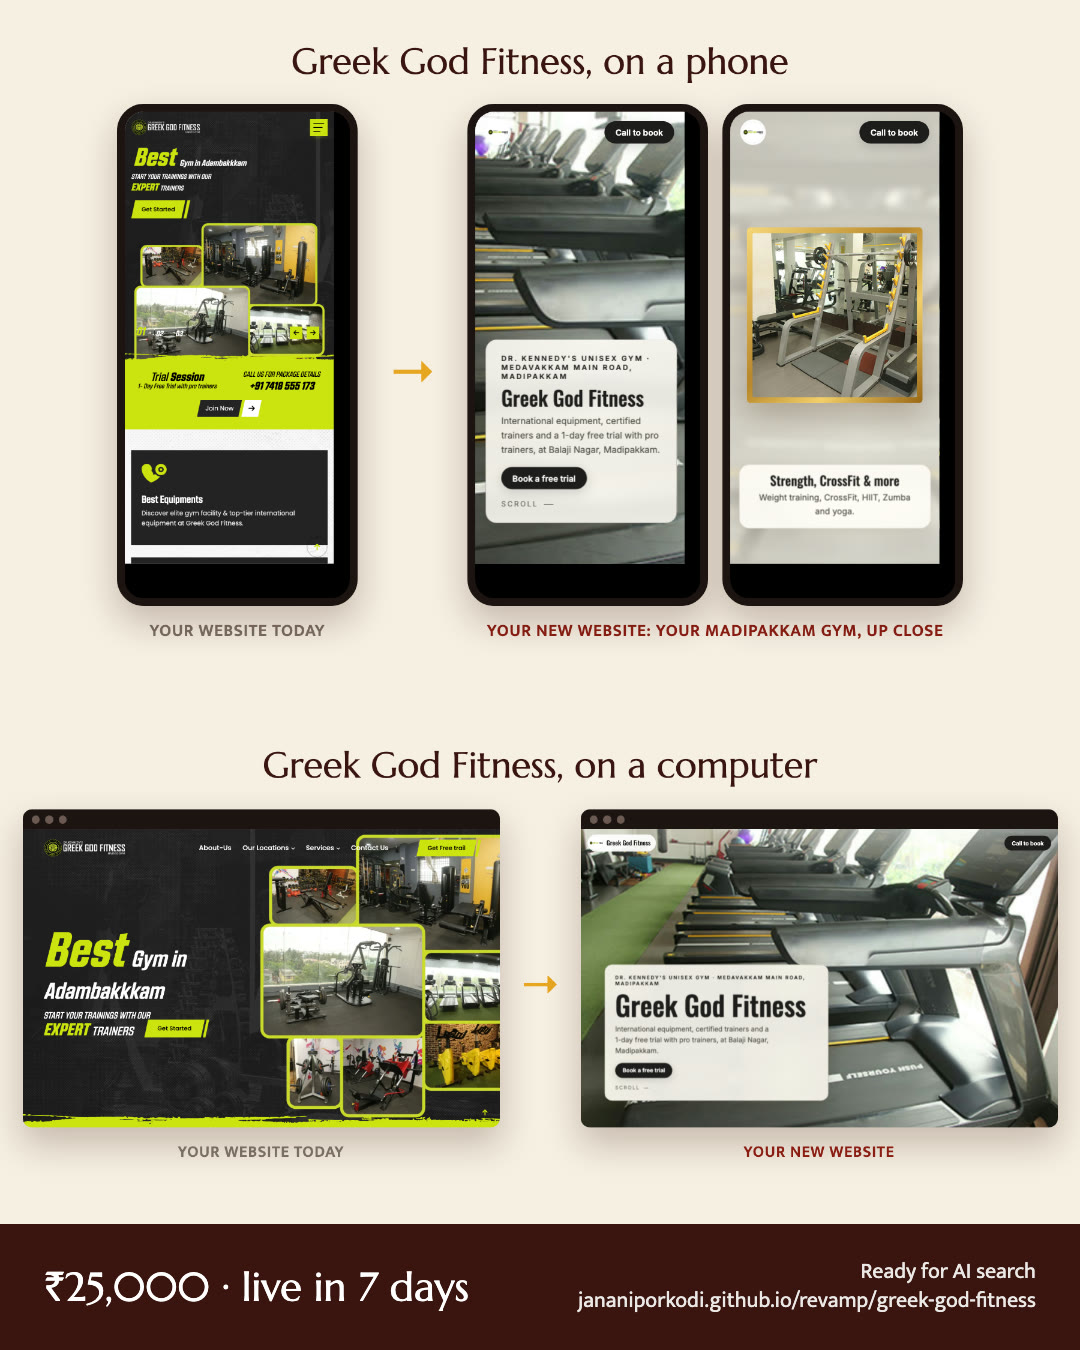 Greek God Fitness, on a phone
GREEK GOD FITNESS
Best Gym in Adambakkkam
START YOUR TRAININGS WITH OUR
EXPERT TRAINERS
Get Started
01 02 03
Trial Session
1- Day Free Trial with pro trainers
CALL US FOR PACKAGE DETAILS
+91 7418 555 173
Join Now
Best Equipments
Discover elite gym facility & top-tier international
equipment at Greek God Fitness.
YOUR WEBSITE TODAY
Call to book
DR. KENNEDY'S UNISEX GYM ·
MEDAVAKKAM MAIN ROAD,
MADIPAKKAM
Greek God Fitness
International equipment, certified
trainers and a 1-day free trial with pro
trainers, at Balaji Nagar, Madipakkam.
Book a free trial
SCROLL —
Call to book
Strength, CrossFit & more
Weight training, CrossFit, HIIT, Zumba
and yoga.
YOUR NEW WEBSITE: YOUR MADIPAKKAM GYM, UP CLOSE
Greek God Fitness, on a computer
GREEK GOD FITNESS
About-Us Our Locations Services Contact Us Get Free trail
Best Gym in
Adambakkkam
START YOUR TRAININGS WITH OUR
EXPERT TRAINERS Get Started
YOUR WEBSITE TODAY
Greek God Fitness
Call to book
DR. KENNEDY'S UNISEX GYM · MEDAVAKKAM MAIN ROAD,
MADIPAKKAM
Greek God Fitness
International equipment, certified trainers and a
1-day free trial with pro trainers, at Balaji Nagar,
Madipakkam.
Book a free trial
SCROLL —
PUSH YOURSELF
YOUR NEW WEBSITE
₹25,000 · live in 7 days
Ready for AI search
jananiporkodi.github.io/revamp/greek-god-fitness